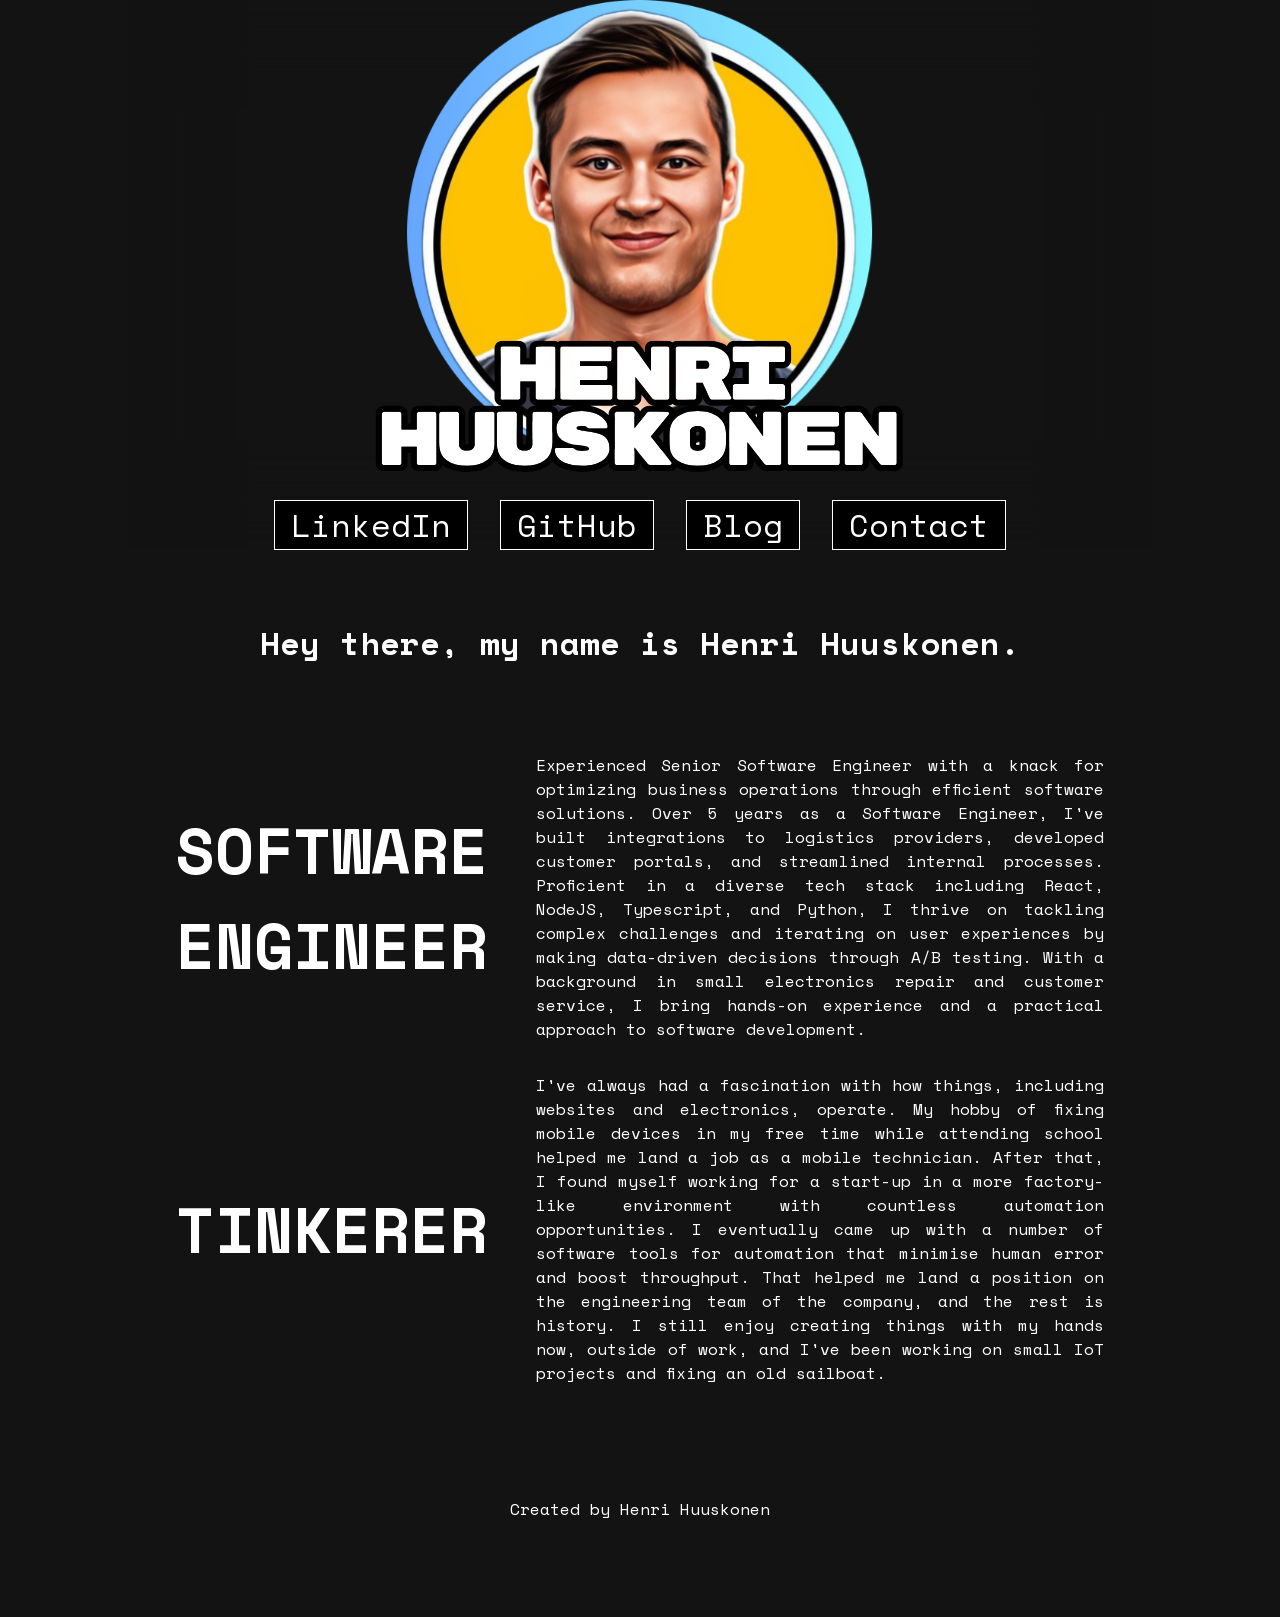 HENRI
HUUSKONEN
LinkedIn GitHub Blog Contact
Hey there, my name is Henri Huuskonen.
SOFTWARE
ENGINEER
Experienced Senior Software Engineer with a knack for
optimizing business operations through efficient software
solutions. Over 5 years as a Software Engineer, I've
built integrations to logistics providers, developed
customer portals, and streamlined internal processes.
Proficient in a diverse tech stack including React,
NodeJS, Typescript, and Python, I thrive on tackling
complex challenges and iterating on user experiences by
making data-driven decisions through A/B testing. With a
background in small electronics repair and customer
service, I bring hands-on experience and a practical
approach to software development.
TINKERER
I've always had a fascination with how things, including
websites and electronics, operate. My hobby of fixing
mobile devices in my free time while attending school
helped me land a job as a mobile technician. After that,
I found myself working for a start-up in a more factory-
like environment with countless automation
opportunities. I eventually came up with a number of
software tools for automation that minimise human error
and boost throughput. That helped me land a position on
the engineering team of the company, and the rest is
history. I still enjoy creating things with my hands
now, outside of work, and I've been working on small IoT
projects and fixing an old sailboat.
Created by Henri Huuskonen